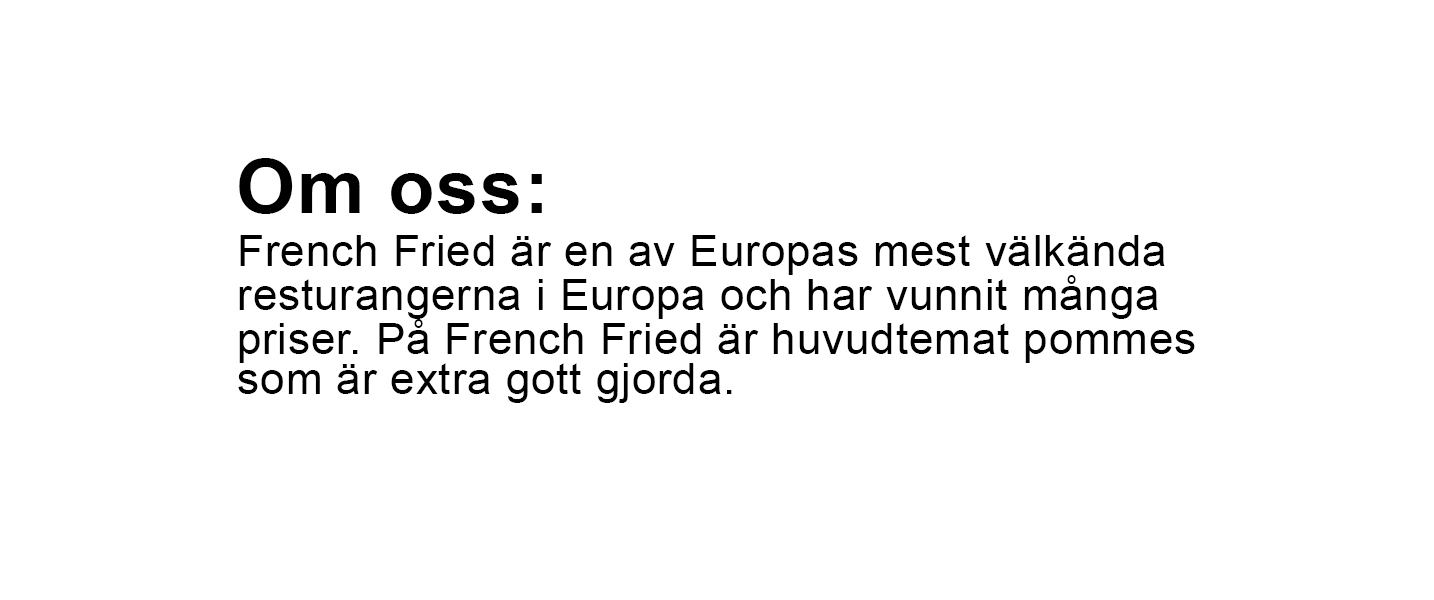 Om oss:
French Fried är en av Europas mest välkända
resturangerna i Europa och har vunnit många
priser. På French Fried är huvudtemat pommes
som är extra gott gjorda.